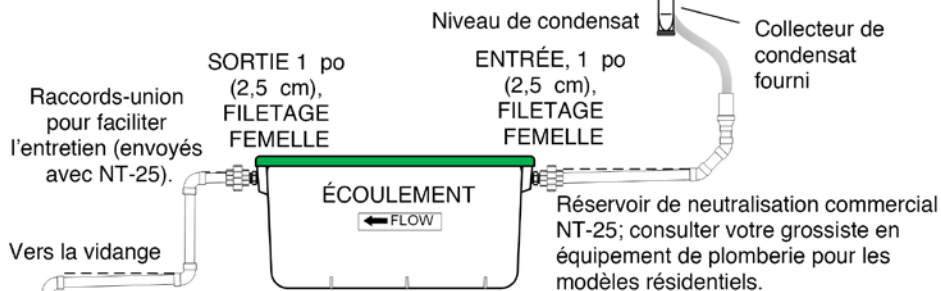 Niveau de condensat
Collecteur de
condensat
fourni
SORTIE 1 po
(2,5 cm),
FILETAGE
FEMELLE
ENTRÉE, 1 po
(2,5 cm),
FILETAGE
FEMELLE
Raccords-union
pour faciliter
l'entretien (envoyés
avec NT-25).
ÉCOULEMENT
FLOW
Vers la vidange
Réservoir de neutralisation commercial
NT-25; consulter votre grossiste en
équipement de plomberie pour les
modèles résidentiels.